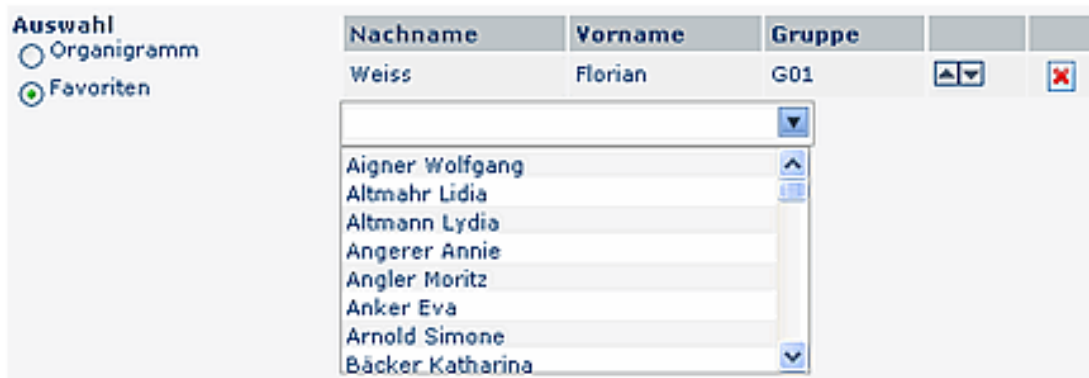 Auswahl
Organigramm
Favoriten
Nachname Vorname Gruppe
Weiss Florian G01
Aigner Wolfgang
Altmahr Lidia
Altmann Lydia
Angerer Annie
Angler Moritz
Anker Eva
Arnold Simone
Bäcker Katharina